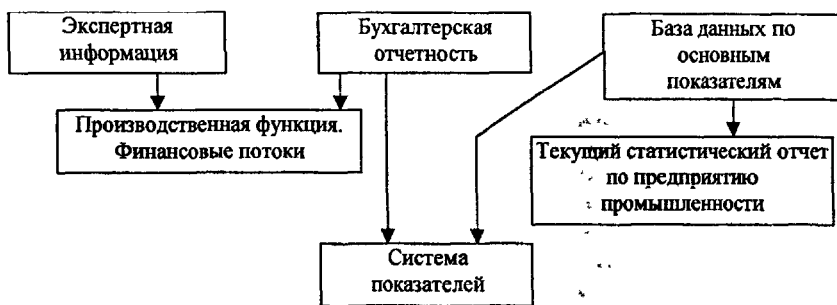 Экспертная
информация
Бухгалтерская
отчетность
База данных по
основным
показателям
Производственная функция.
Финансовые потоки
Текущий статистический отчет
по предприятию
промышленности
Система
показателей